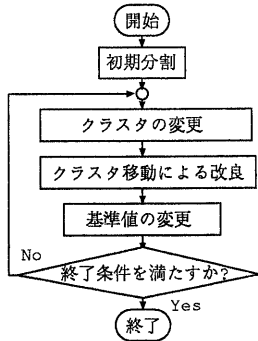 開始
初期分割
クラスタの変更
クラスタ移動による改良
基準値の変更
No
終了条件を満たすか?
Yes
終了